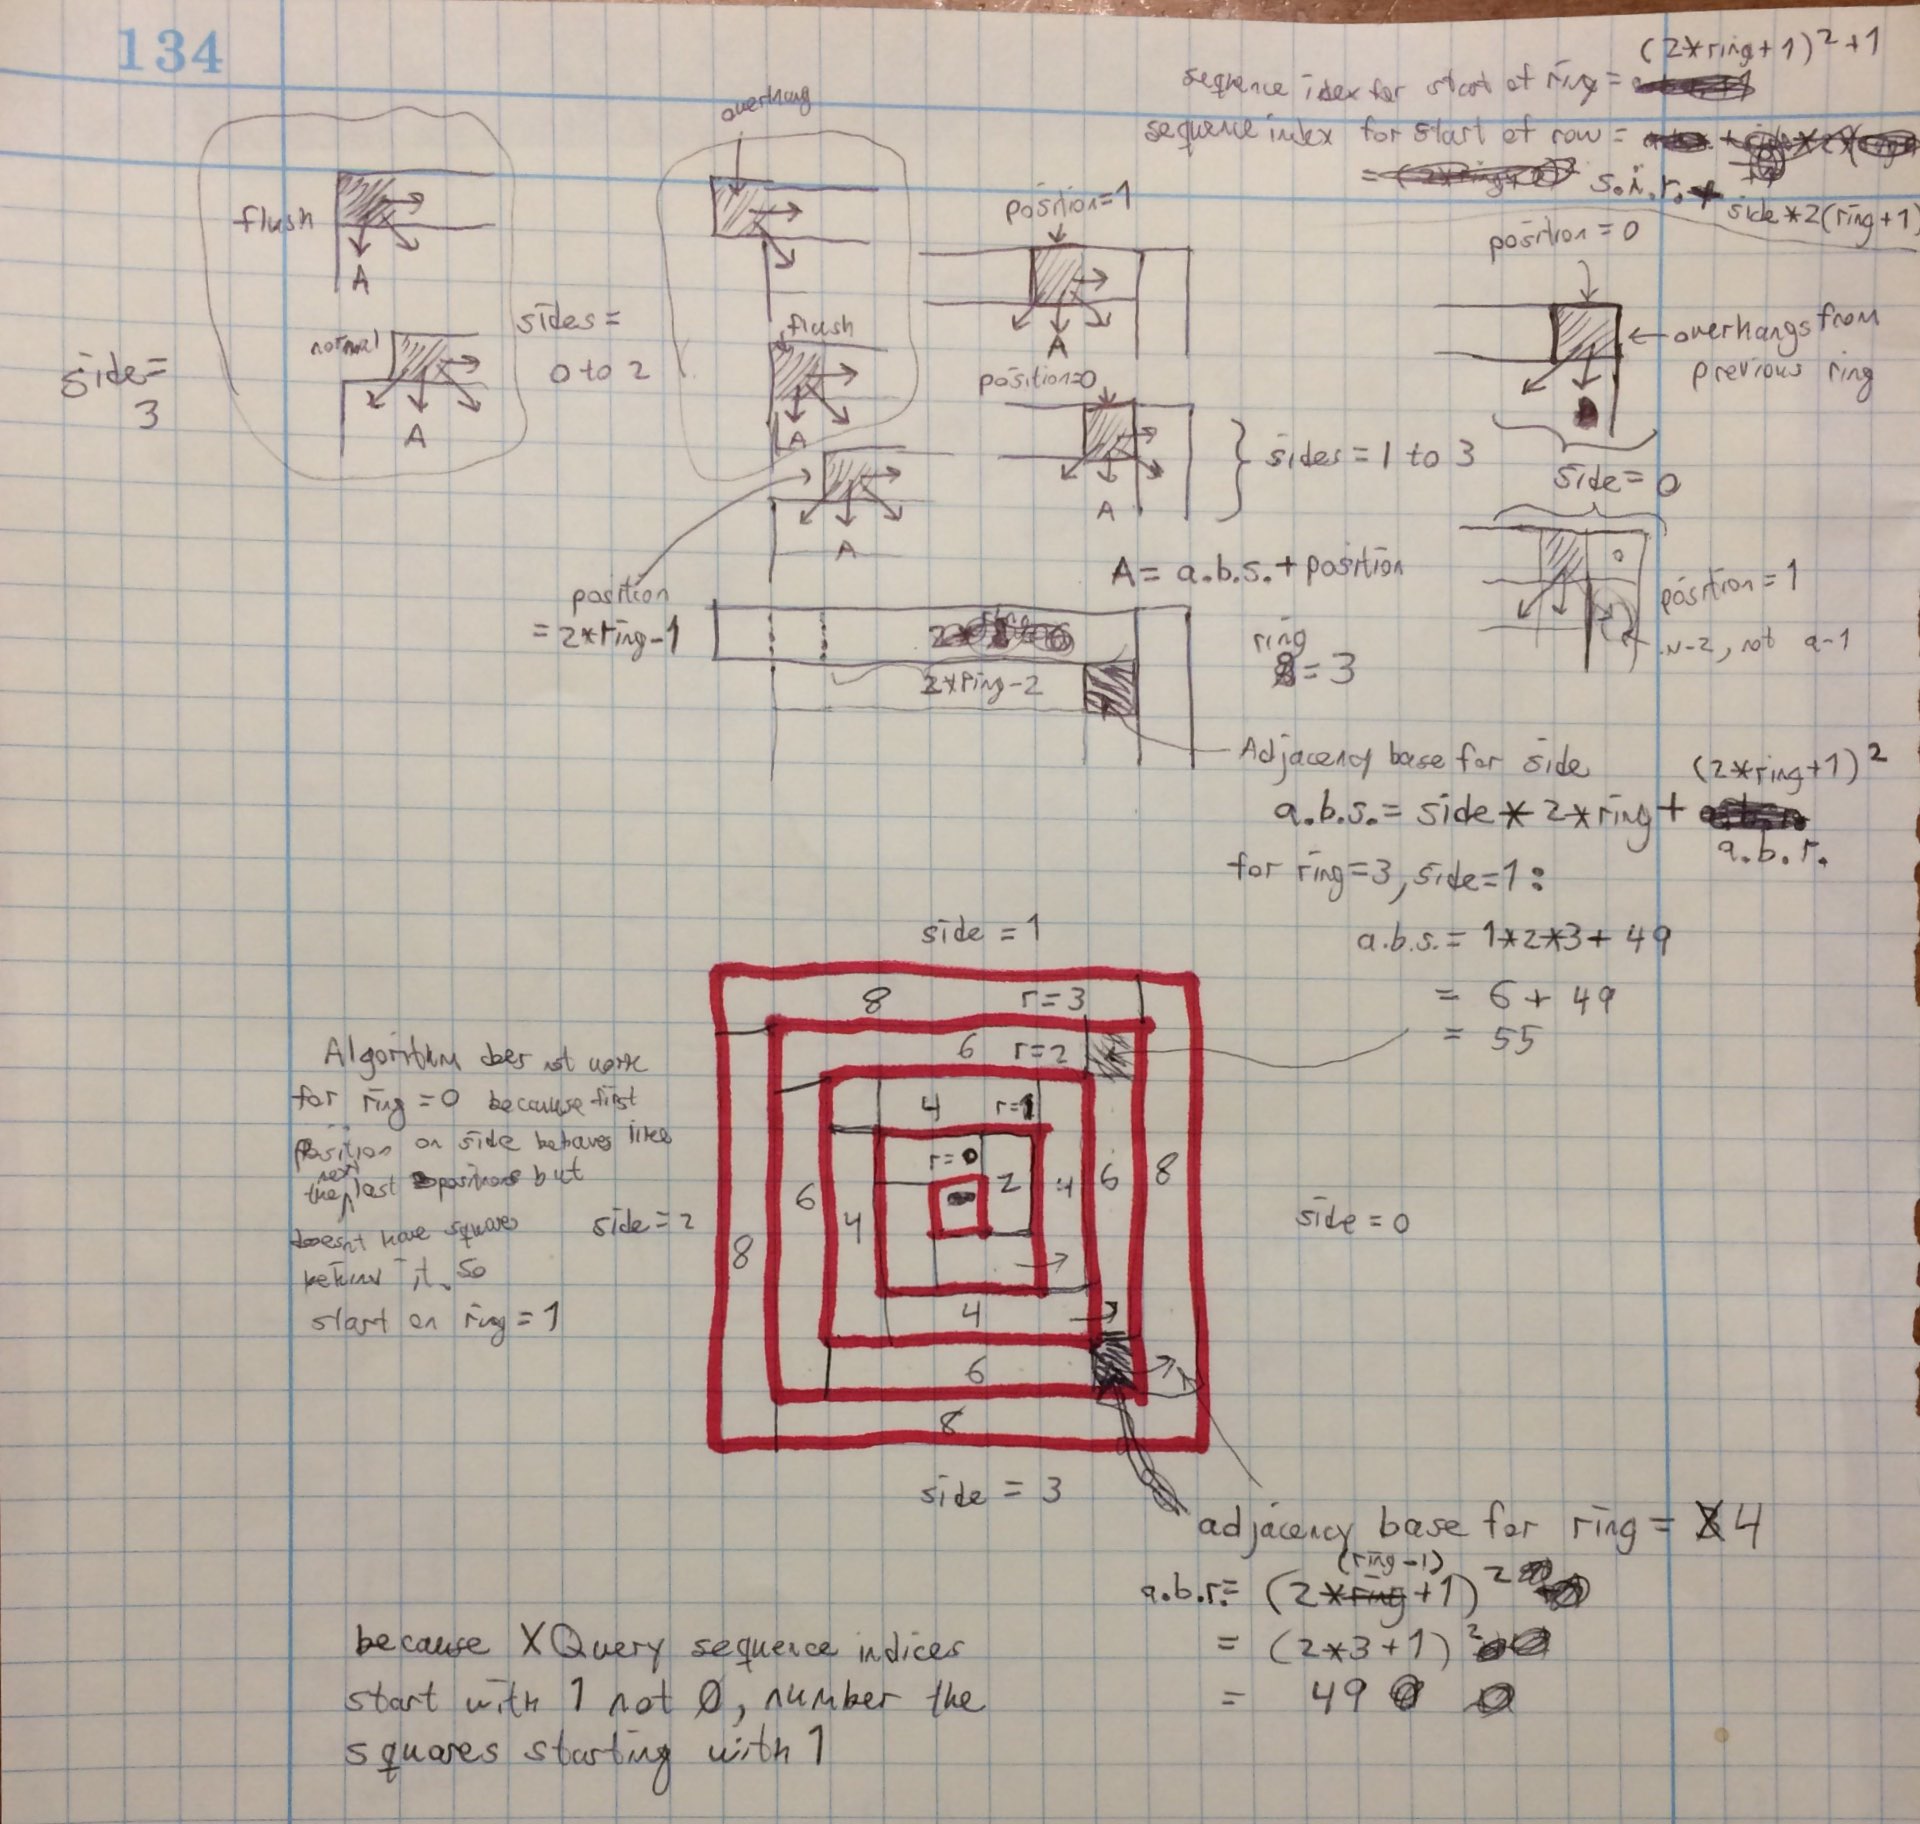 134
(2*ring+1)²+1
sequence index for start of ring =
sequence index for start of row =
= s.i.r. + side*2(ring+1)
overhang
flush
A
normal
A
side=
3
sides=
0 to 2
flush
A
A
position=1
A
position=0
A
sides = 1 to 3
position = 0
overhangs from
previous ring
side = 0
0
position = 1
N-2, not a-1
A = a.b.s. + position
position
= 2*ring-1
2*ring-2
ring
= 3
Adjacency base for side
(2*ring+1)²
a.b.s. = side * 2*ring +
a.b.r.
for ring=3, side=1:
a.b.s. = 1*2*3+49
= 6 + 49
= 55
side = 1
8 r=3
6 r=2
4 r=1
r=0
2 4 6 8
8 6 4
4
6
8
side = 2
side = 0
side = 3
Algorithm does not work
for ring=0 because first
position on side behaves like
the next last position but
doesnt have square
behind it. So
start on ring = 1
adjacency base for ring = 4
(ring-1)
a.b.r. = (2*ring+1)²
= (2*3+1)²
= 49
because XQuery sequence indices
start with 1 not 0, number the
squares starting with 1